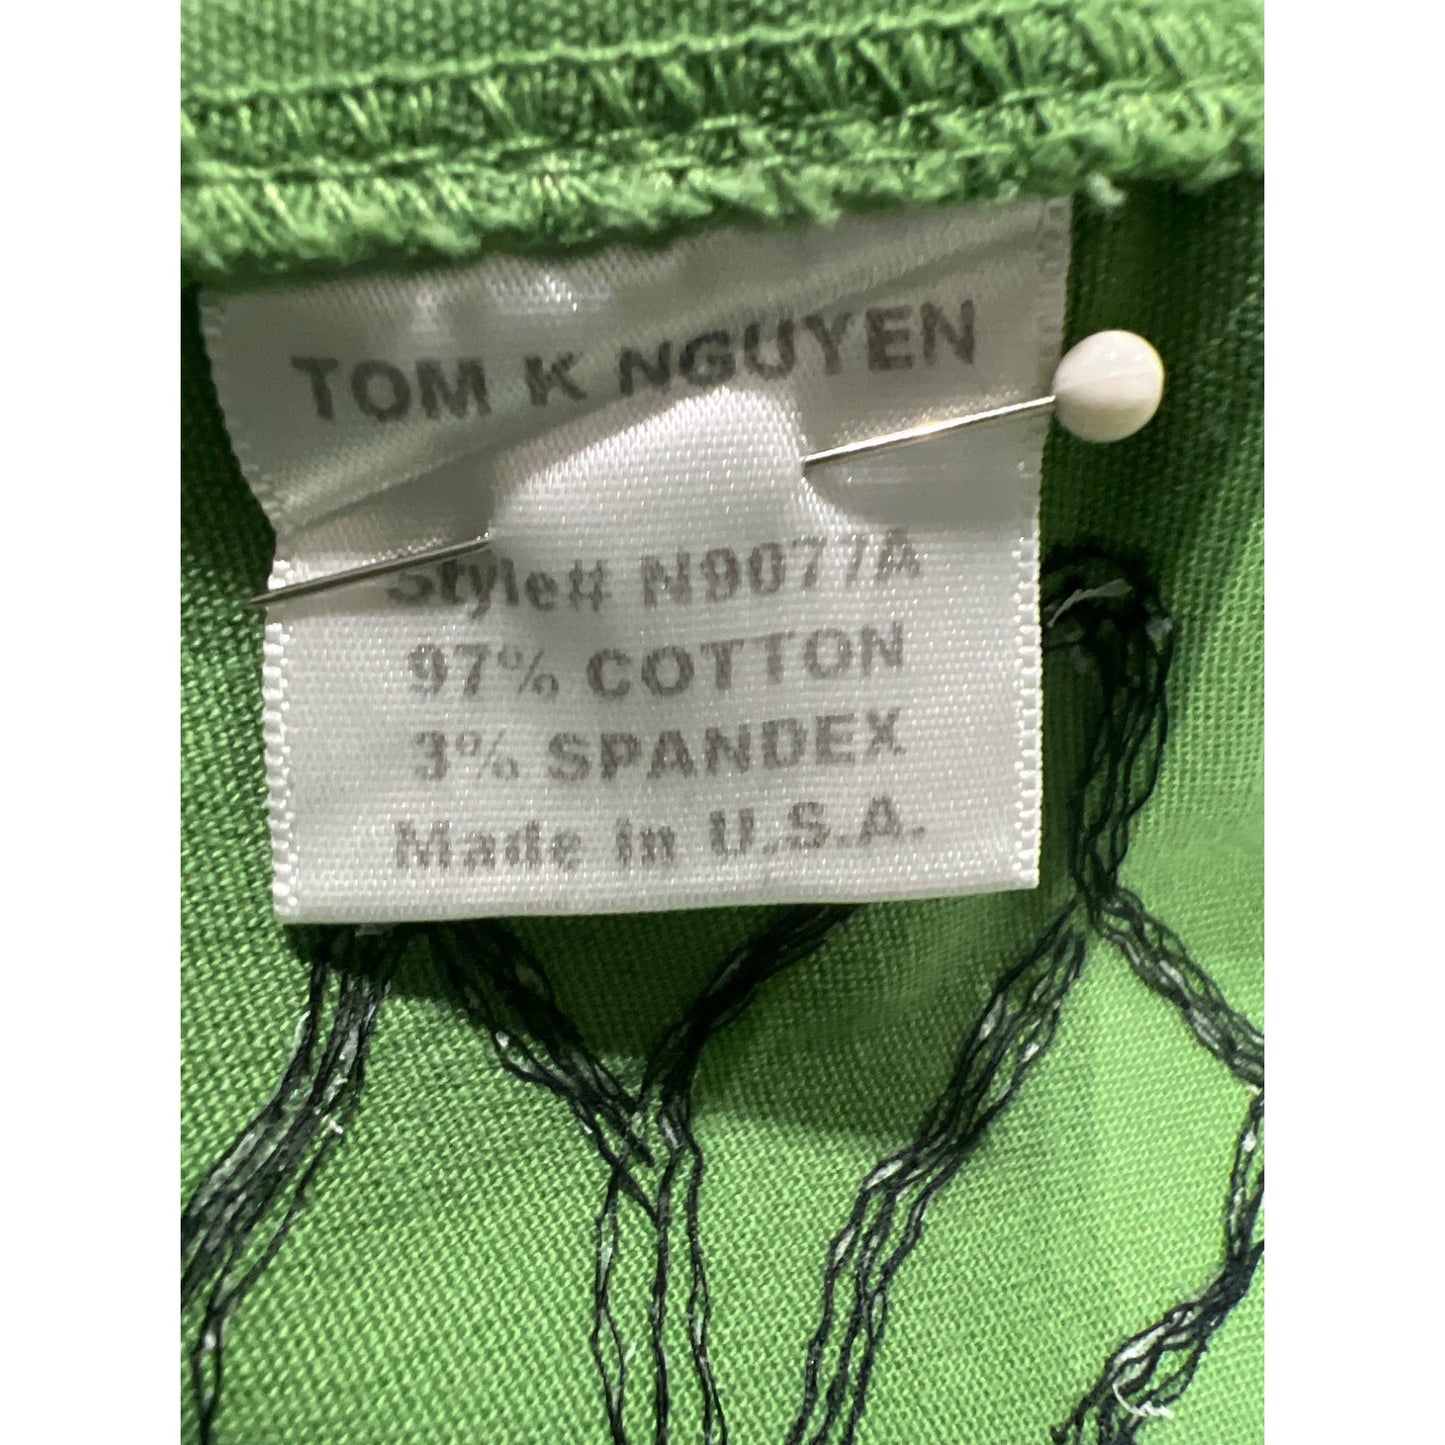 TOM K NGUYEN
Style# N9077A
97% COTTON
3% SPANDEX
Made in U.S.A.